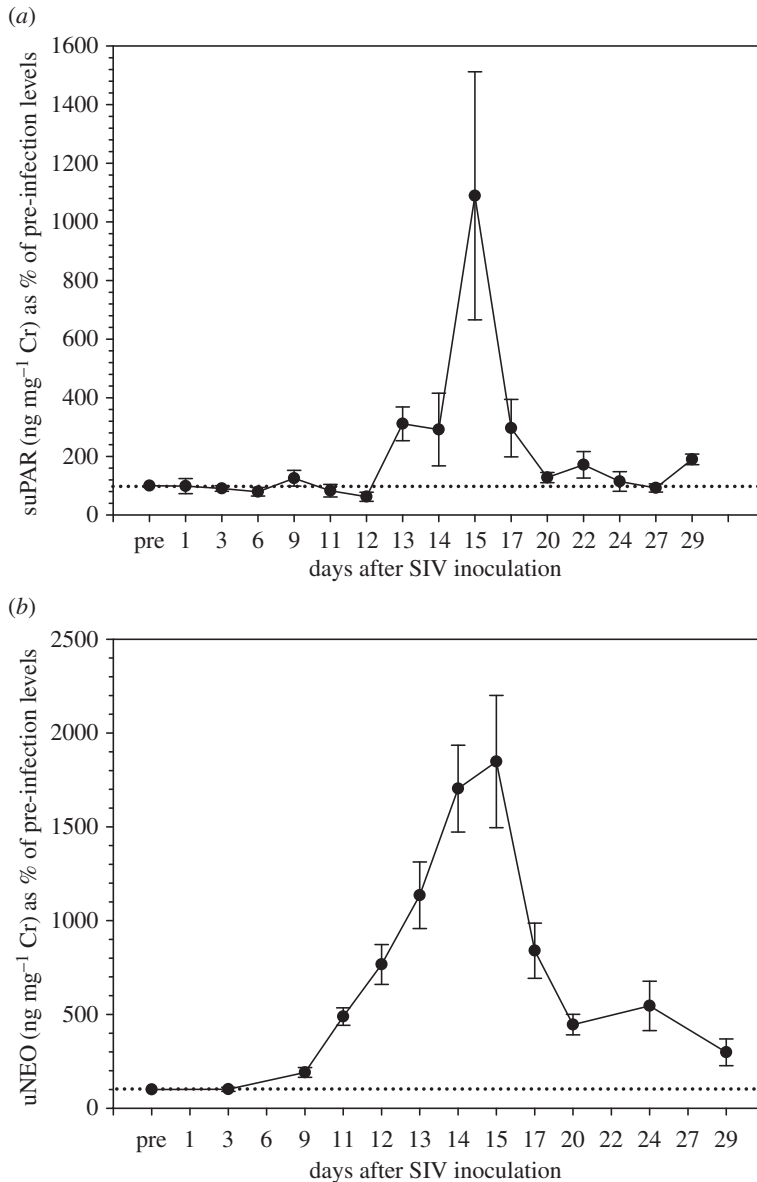 (a)
suPAR (ng mg⁻¹ Cr) as % of pre-infection levels
1600
1400
1200
1000
800
600
400
200
0
pre 1 3 6 9 11 12 13 14 15 17 20 22 24 27 29
days after SIV inoculation
(b)
uNEO (ng mg⁻¹ Cr) as % of pre-infection levels
2500
2000
1500
1000
500
0
pre 1 3 6 9 11 12 13 14 15 17 20 22 24 27 29
days after SIV inoculation